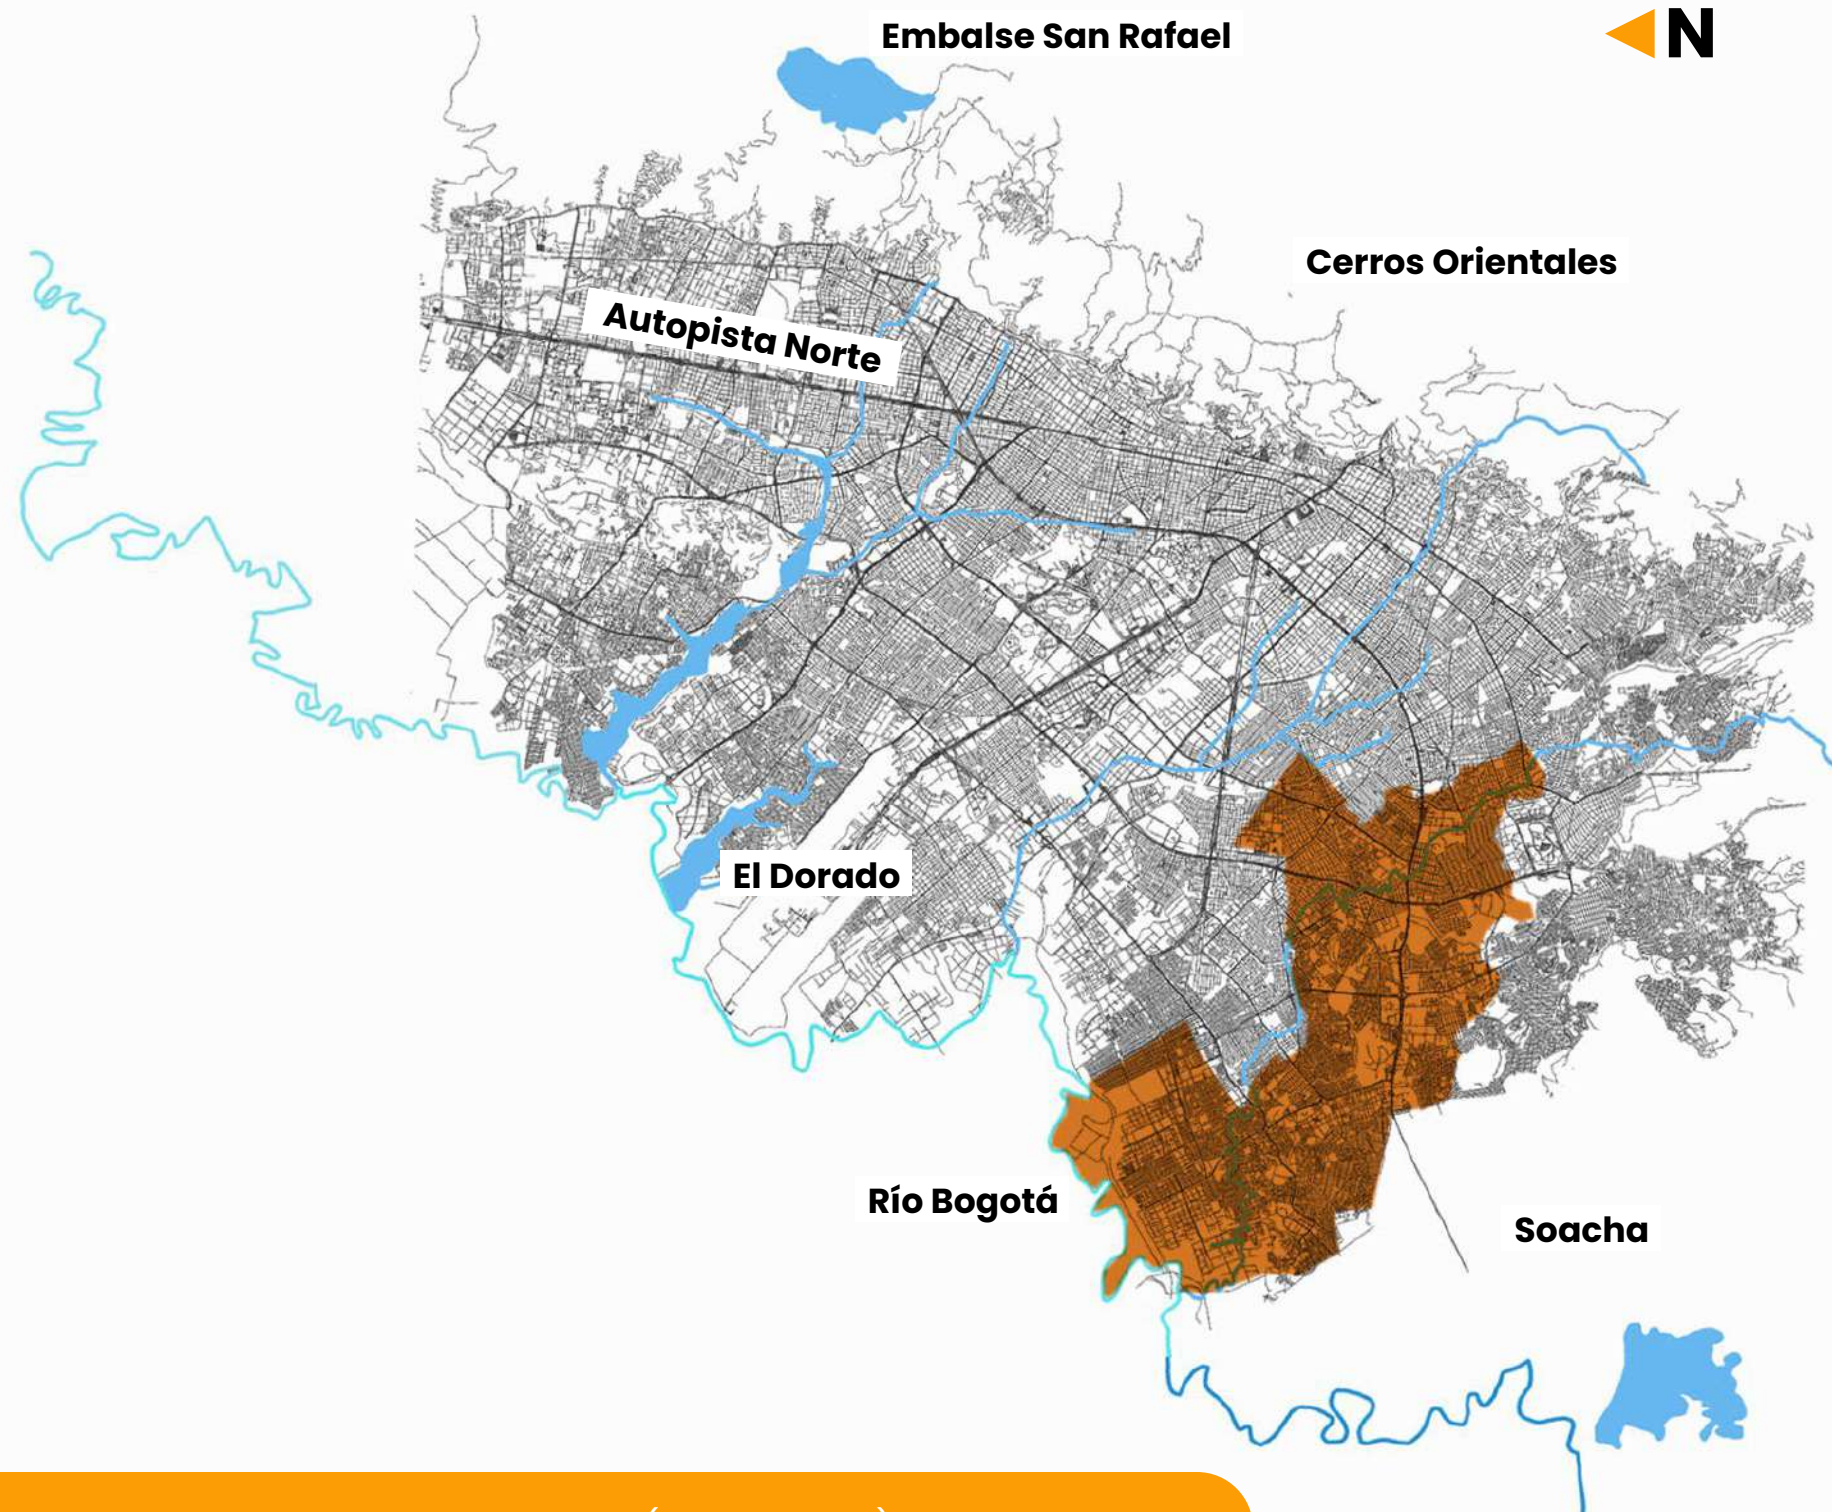 Embalse San Rafael
N
Cerros Orientales
Autopista Norte
El Dorado
Río Bogotá
Soacha